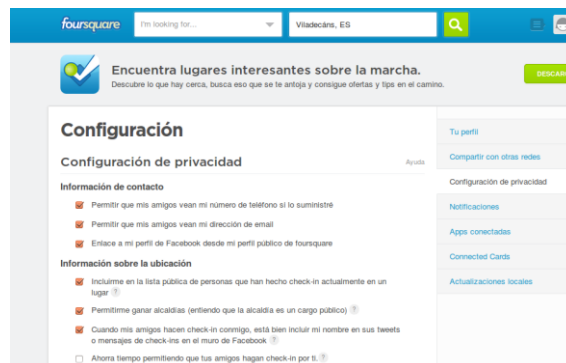 foursquare
I'm looking for...
Viladecáns, ES
Encuentra lugares interesantes sobre la marcha.
Descubre lo que hay cerca, busca eso que se te antoja y consigue ofertas y tips en el camino.
DESCAR
Configuración
Configuración de privacidad
Ayuda
Información de contacto
Permitir que mis amigos vean mi número de teléfono si lo suministré
Permitir que mis amigos vean mi dirección de email
Enlace a mi perfil de Facebook desde mi perfil público de foursquare
Información sobre la ubicación
Incluirme en la lista pública de personas que han hecho check-in actualmente en un
lugar ?
Permitirme ganar alcaldías (entiendo que la alcaldía es un cargo público) ?
Cuando mis amigos hacen check-in conmigo, está bien incluir mi nombre en sus tweets
o mensajes de check-ins en el muro de Facebook ?
Ahorra tiempo permitiendo que tus amigos hagan check-in por ti. ?
Tu perfil
Compartir con otras redes
Configuración de privacidad
Notificaciones
Apps conectadas
Connected Cards
Actualizaciones locales